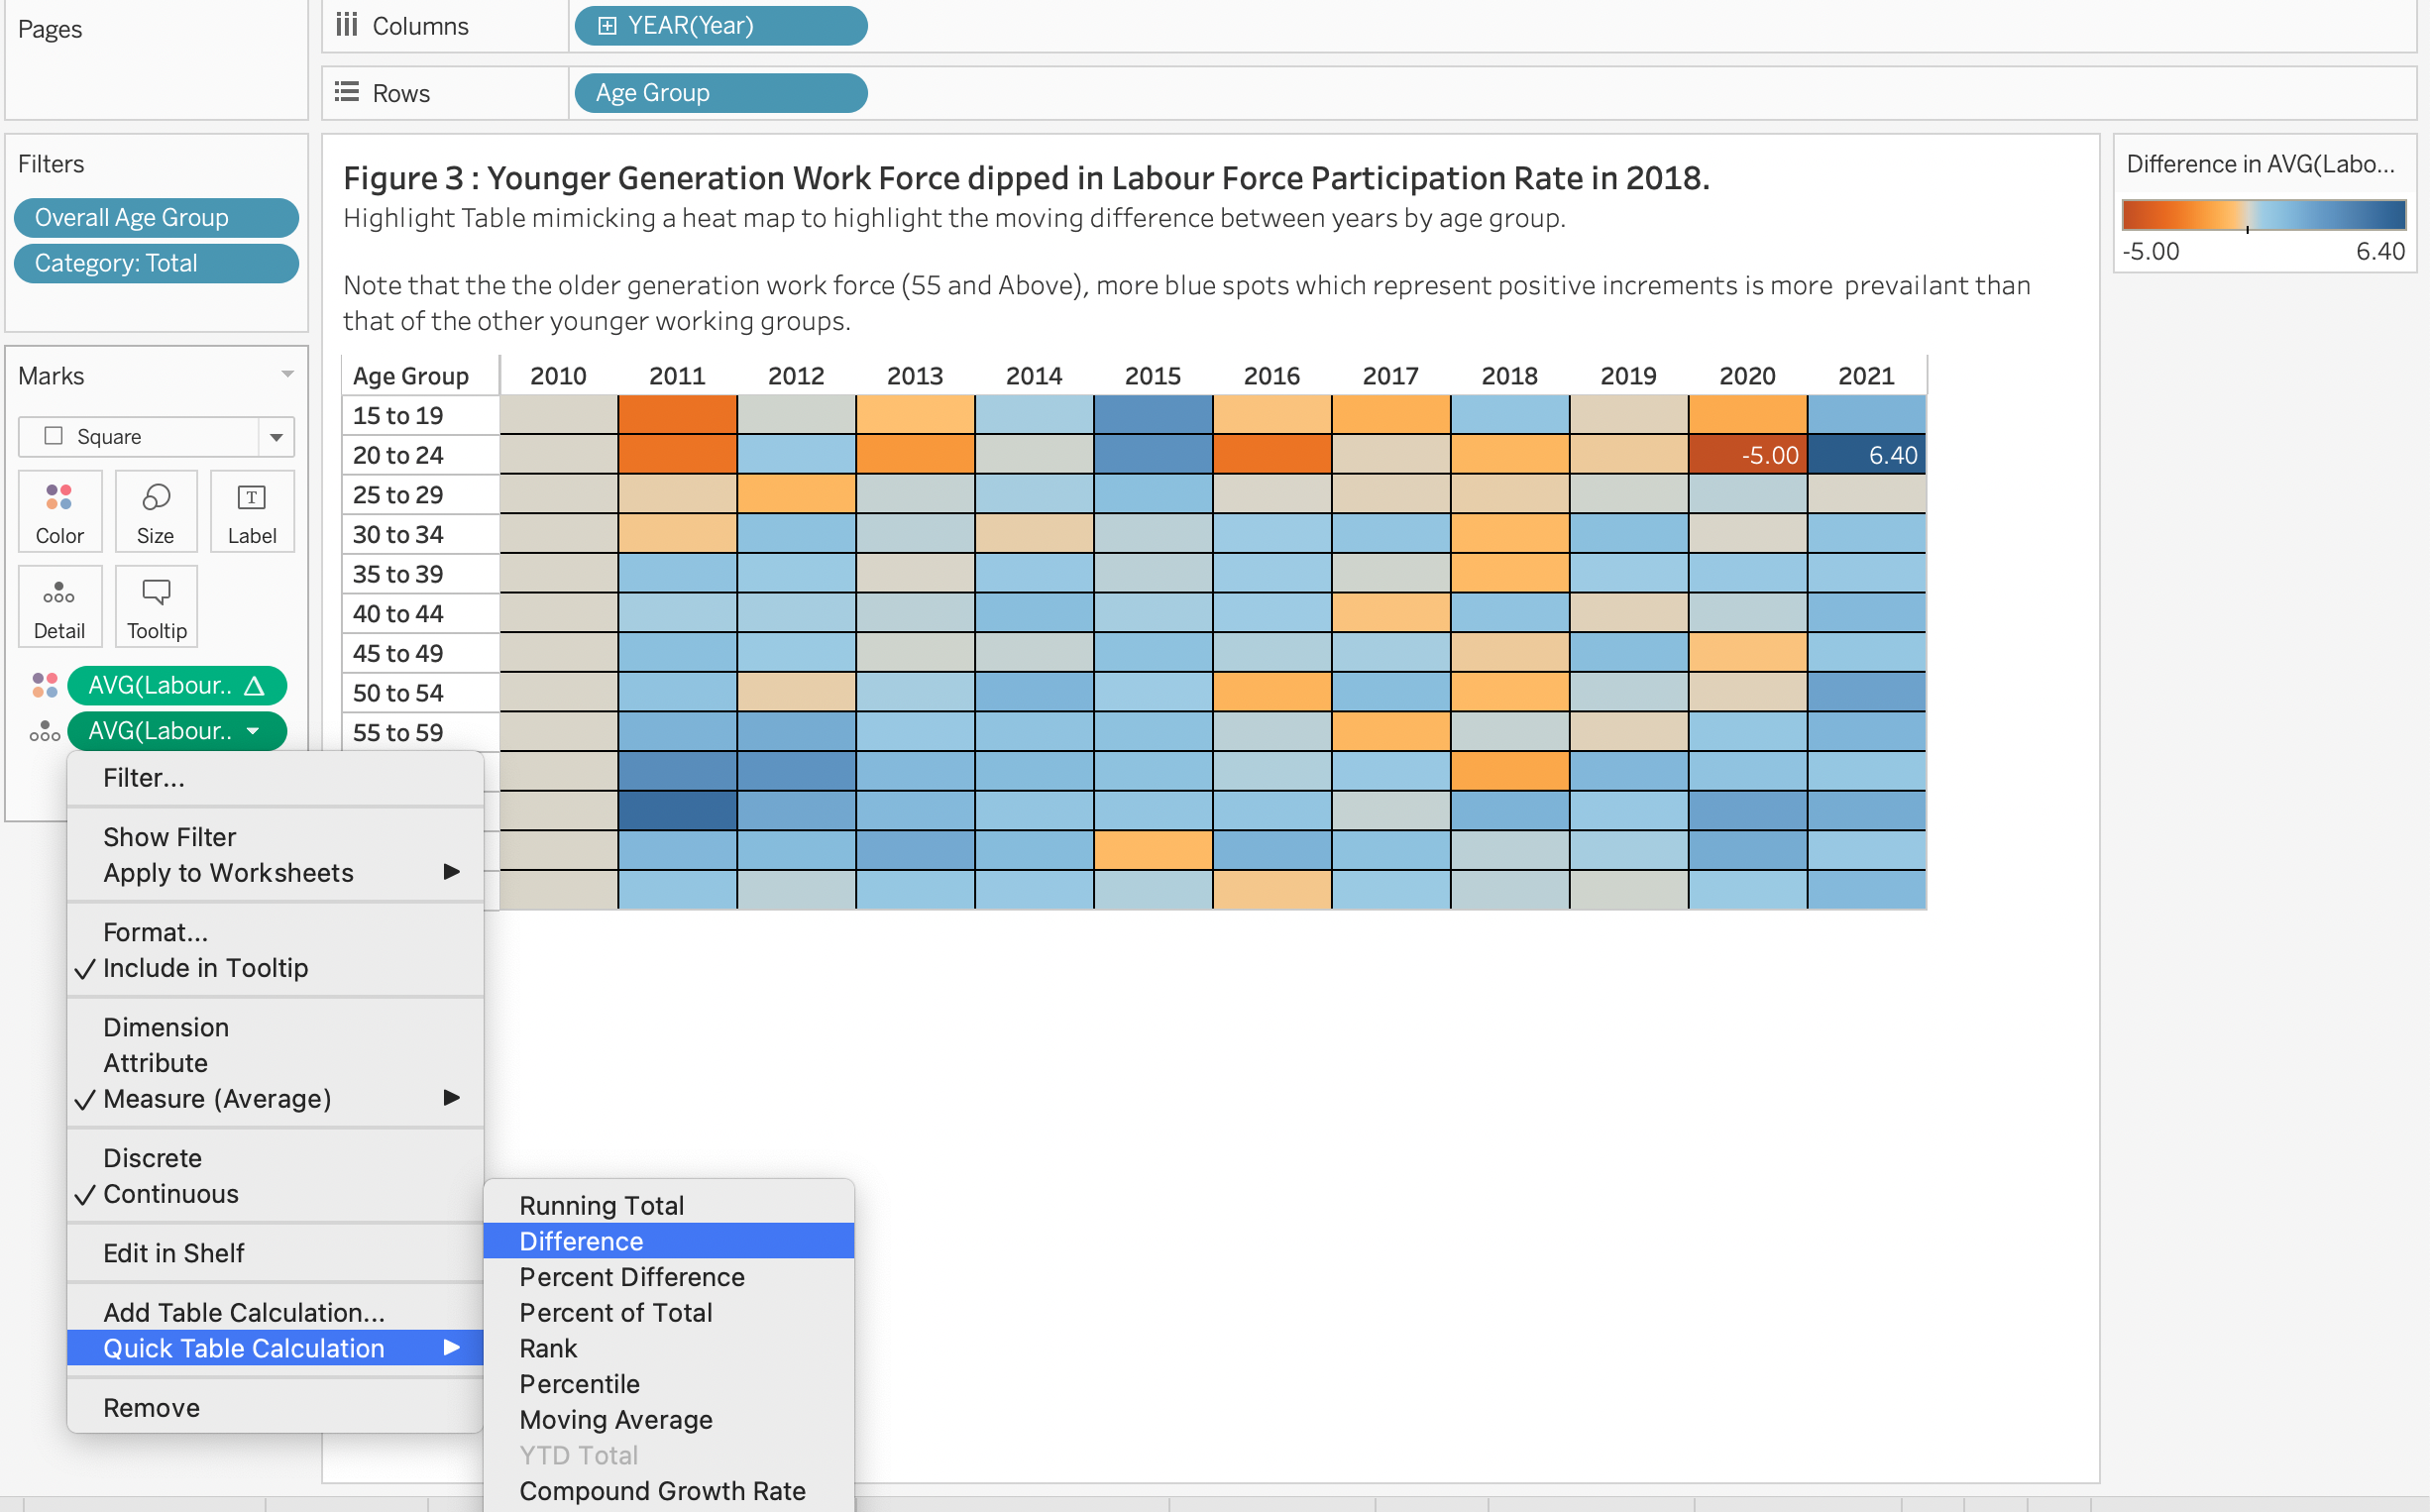 Pages
Columns
YEAR(Year)
Rows
Age Group
Filters
Overall Age Group
Category: Total
Figure 3 : Younger Generation Work Force dipped in Labour Force Participation Rate in 2018.
Highlight Table mimicking a heat map to highlight the moving difference between years by age group.
Note that the the older generation work force (55 and Above), more blue spots which represent positive increments is more  prevailant than
that of the other younger working groups.
Difference in AVG(Labo...
-5.00 6.40
Marks
Square
Color Size Label
Detail Tooltip
AVG(Labour..
AVG(Labour..
Age Group 2010 2011 2012 2013 2014 2015 2016 2017 2018 2019 2020 2021
15 to 19
20 to 24 -5.00 6.40
25 to 29
30 to 34
35 to 39
40 to 44
45 to 49
50 to 54
55 to 59
Filter...
Show Filter
Apply to Worksheets
Format...
Include in Tooltip
Dimension
Attribute
Measure (Average)
Discrete
Continuous
Edit in Shelf
Add Table Calculation...
Quick Table Calculation
Remove
Running Total
Difference
Percent Difference
Percent of Total
Rank
Percentile
Moving Average
YTD Total
Compound Growth Rate